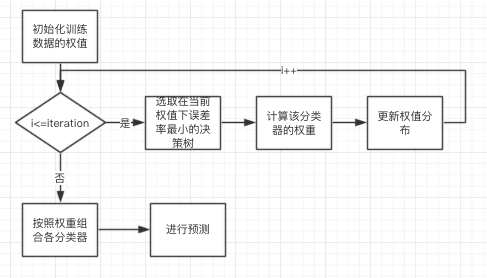 初始化训练
数据的权值
i++
i<=iteration
是
选取在当前
权值下误差
率最小的决
策树
计算该分类
器的权重
更新权值分
布
否
按照权重组
合各分类器
进行预测